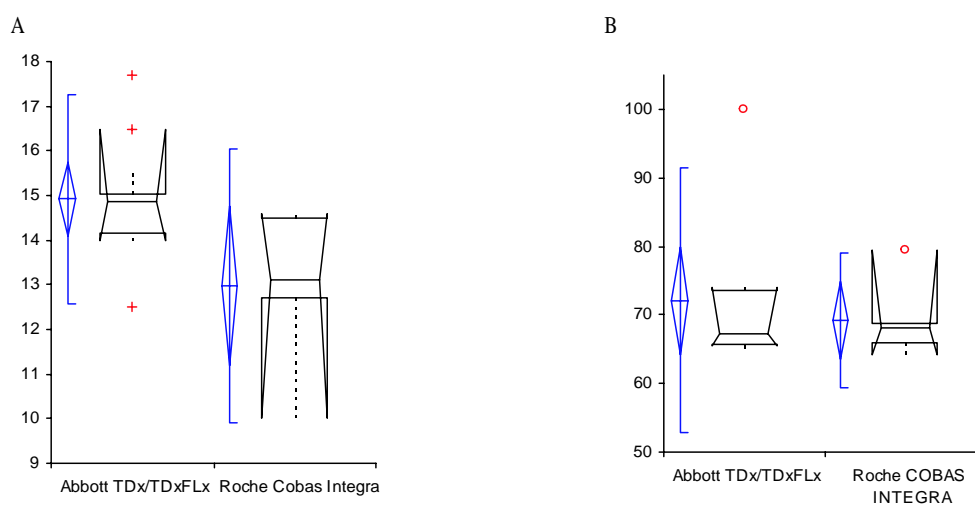 A
18
17
16
15
14
13
12
11
10
9
Abbott TDx/TDxFLx Roche Cobas Integra
B
100
90
80
70
60
50
Abbott TDx/TDxFLx
Roche COBAS
INTEGRA